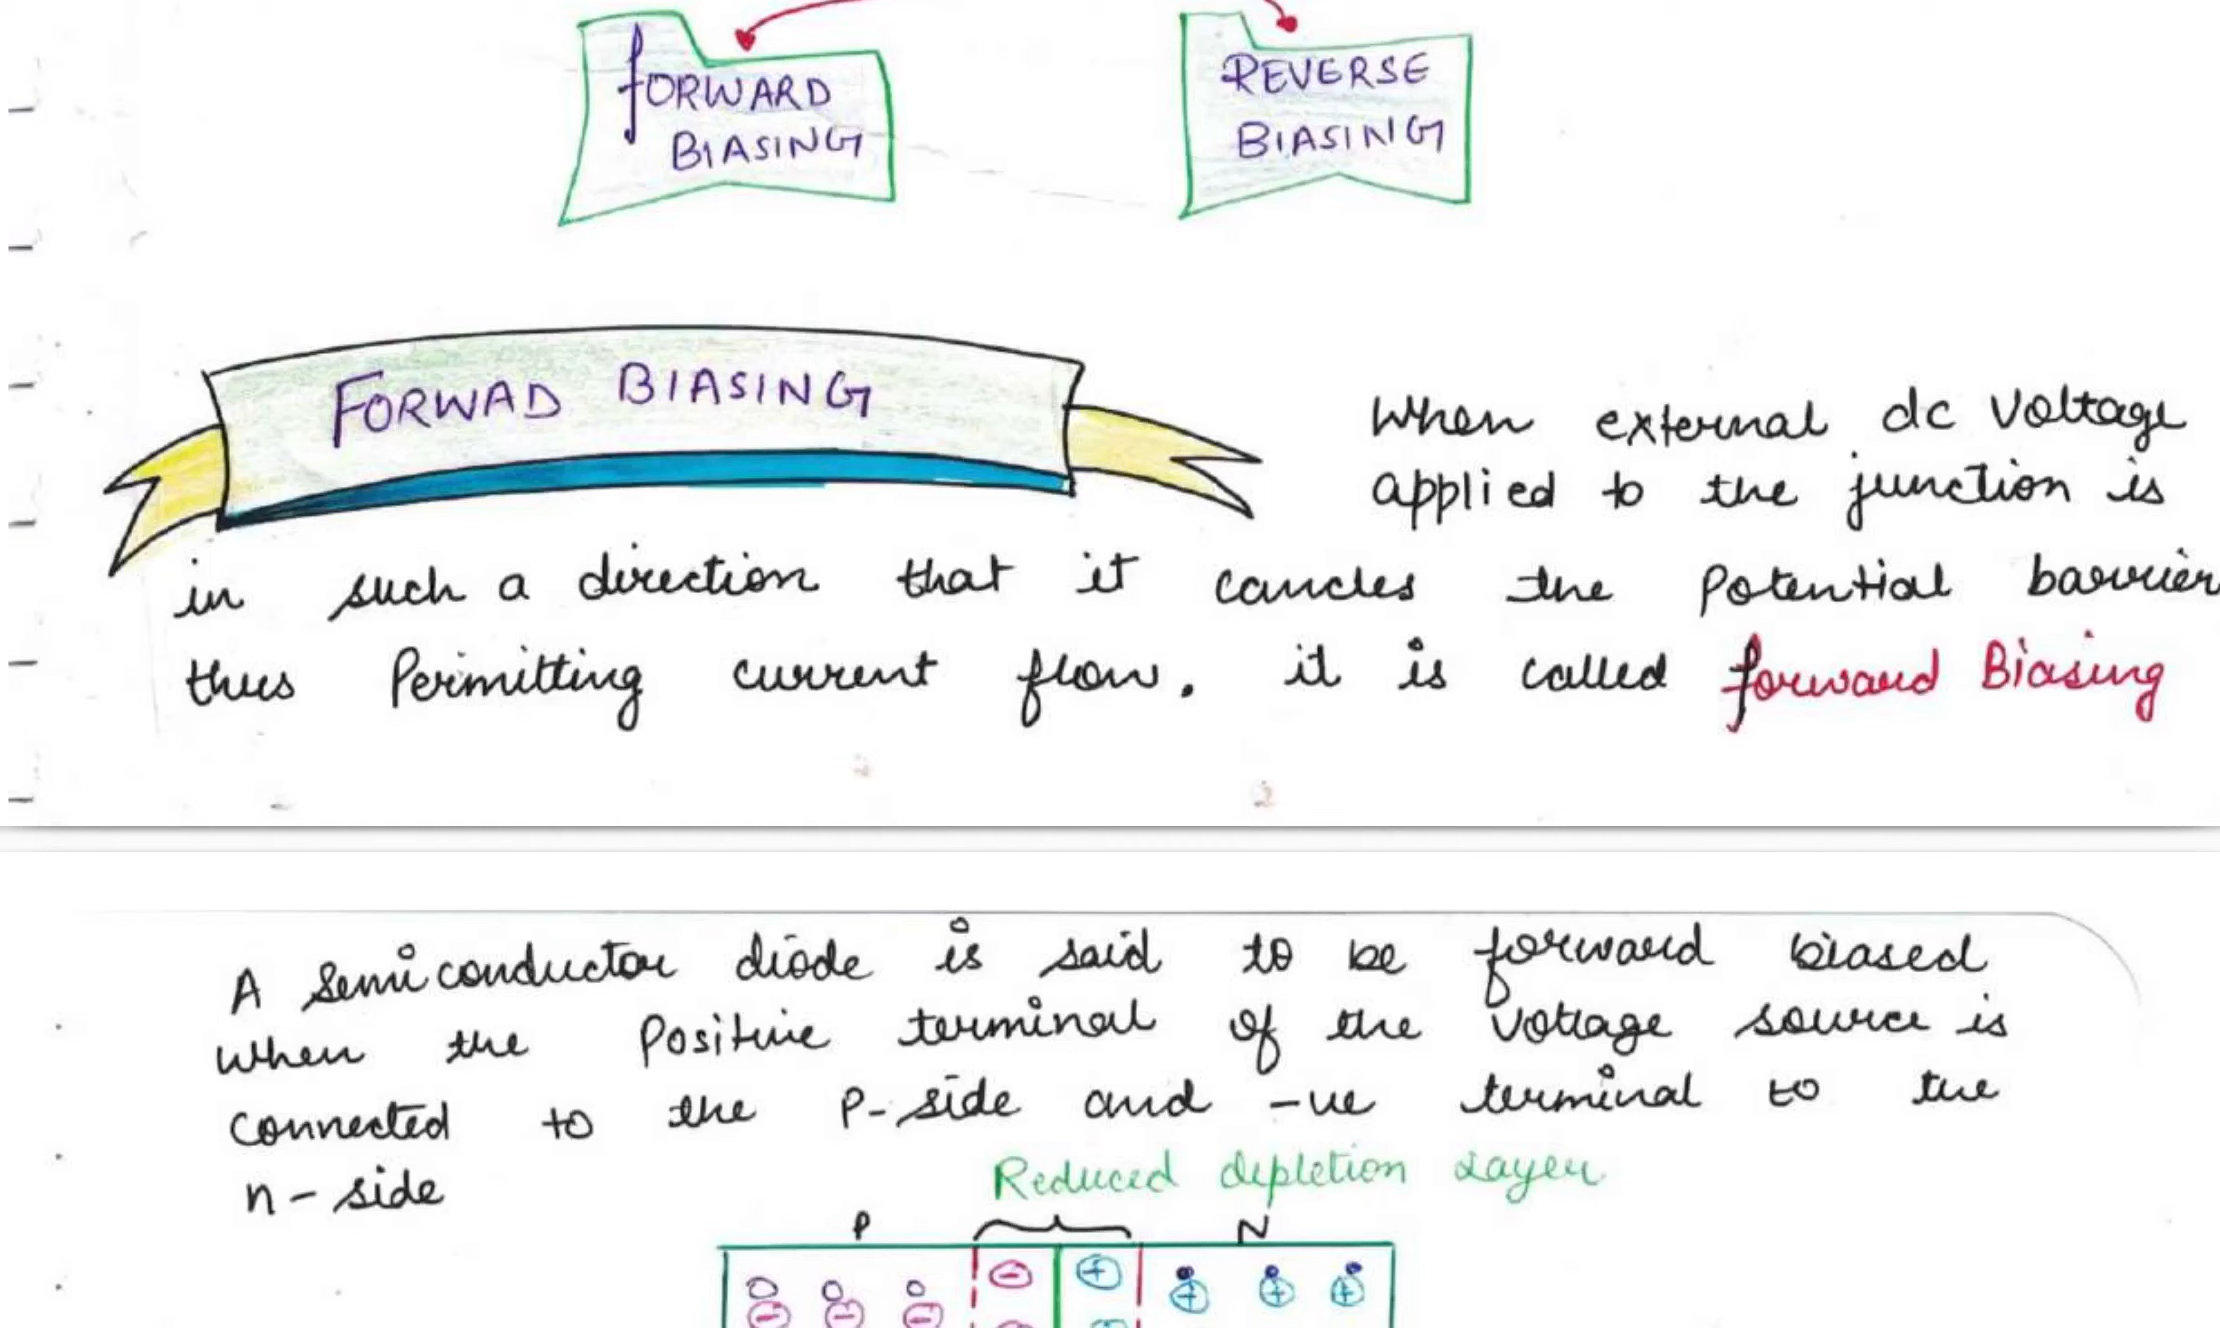 fORWARD
BIASING
REVERSE
BIASING
FORWAD BIASING
When external dc Voltage
applied to the junction is
in such a direction that it cancles the Potential barrier
thus Permitting current flow. it is called forward Biasing
2
A Semiconductor diode is said to be forward biased
when the Positive terminal of the Voltage source is
connected to the P-side and -ve terminal to the
n-side
Reduced depletion Layer
P N
- +
+ + +
- - -